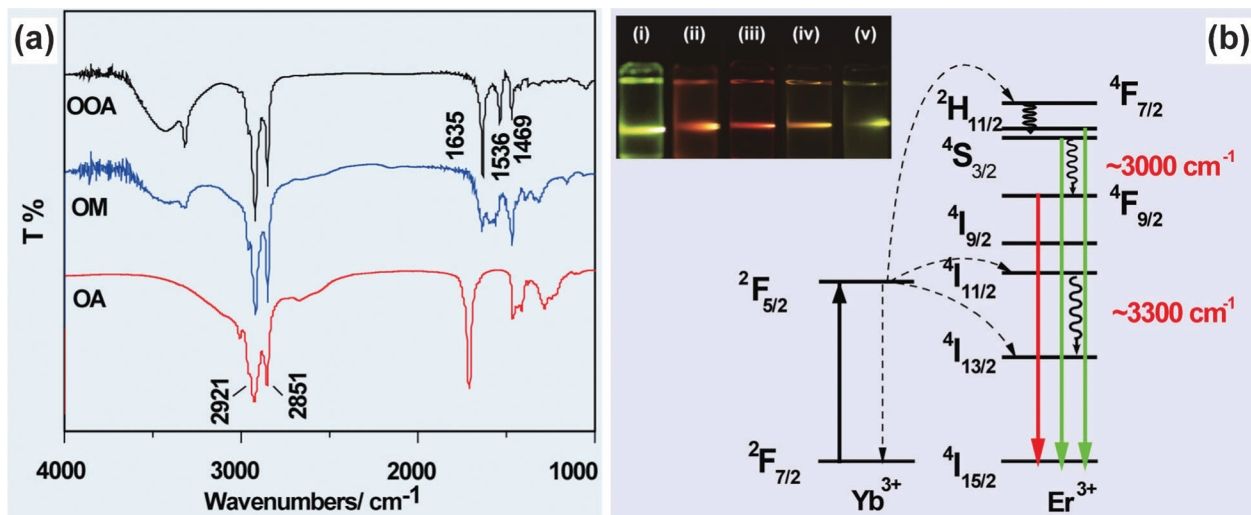 (a)
OOA
OM
OA
1635
1536
1469
2921
2851
T %
4000
3000
2000
1000
Wavenumbers/ cm⁻¹
(b)
(i) (ii) (iii) (iv) (v)
⁴F₇/₂
²H₁₁/₂
⁴S₃/₂
~3000 cm⁻¹
⁴F₉/₂
⁴I₉/₂
⁴I₁₁/₂
²F₅/₂
~3300 cm⁻¹
⁴I₁₃/₂
²F₇/₂
⁴I₁₅/₂
Yb³⁺
Er³⁺